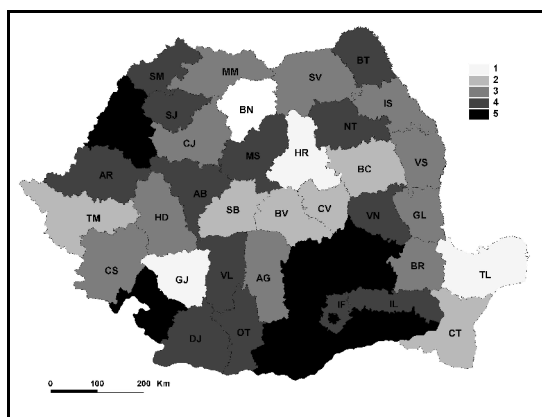 BT
SM
MM
SV
1
2
3
4
5
SJ
BN
IS
CJ
NT
MS
HR
VS
BC
AR
AB
TM
HD
SB
BV
CV
VN
GL
CS
GJ
VL
AG
BR
TL
IF
IL
DJ
OT
CT
0 100 200 Km